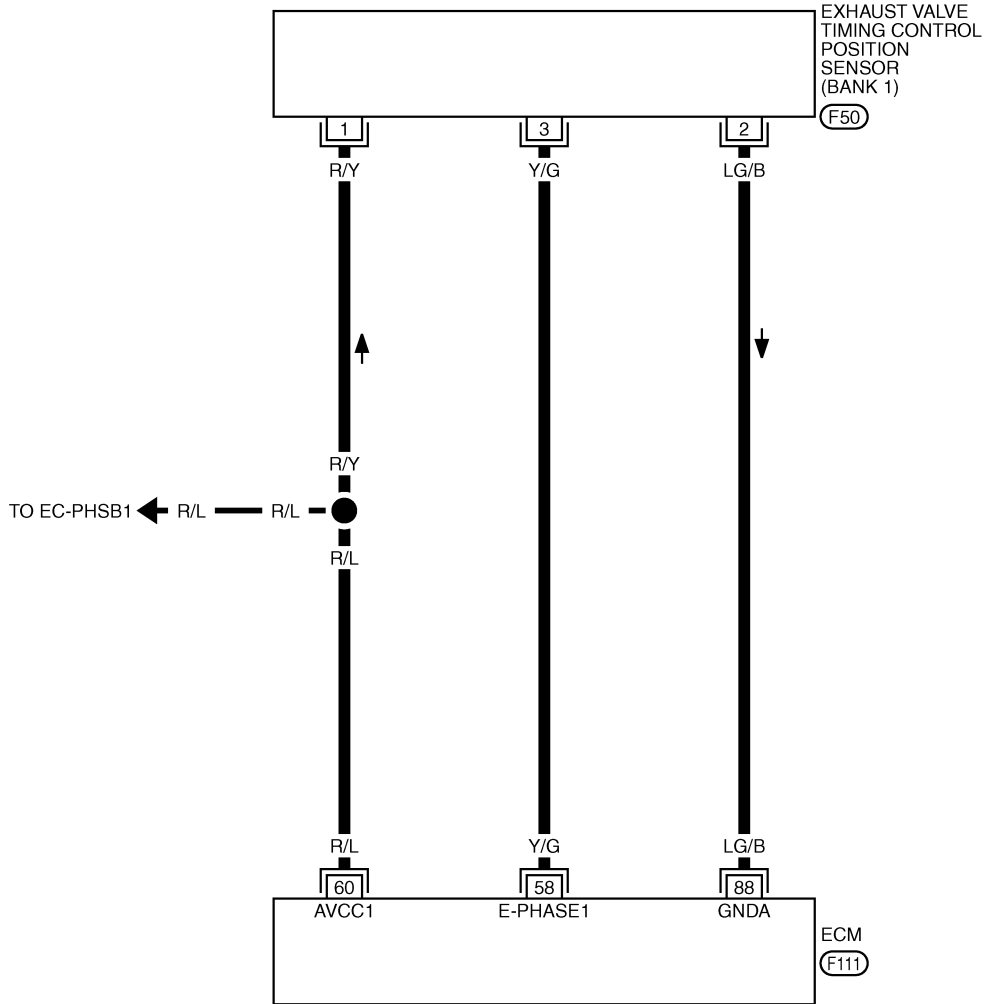 EXHAUST VALVE
TIMING CONTROL
POSITION
SENSOR
(BANK 1)
F50
1 3 2
R/Y Y/G LG/B
R/Y
TO EC-PHSB1 R/L R/L
R/L
R/L Y/G LG/B
60 58 88
AVCC1 E-PHASE1 GNDA
ECM
F111